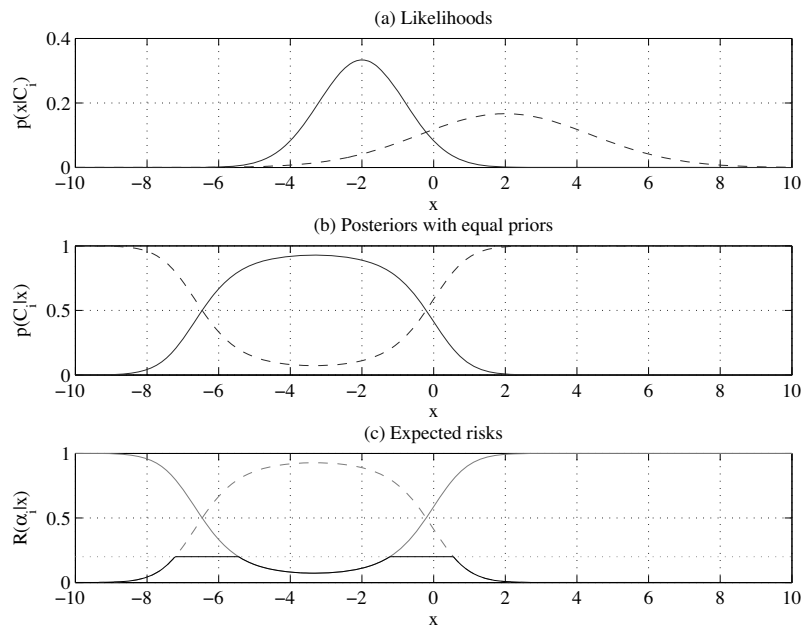 (a) Likelihoods
p(x|C_i)
0.4
0.2
0
−10 −8 −6 −4 −2 0 2 4 6 8 10
x
(b) Posteriors with equal priors
p(C_i|x)
1
0.5
0
−10 −8 −6 −4 −2 0 2 4 6 8 10
x
(c) Expected risks
R(α_i|x)
1
0.5
0
−10 −8 −6 −4 −2 0 2 4 6 8 10
x